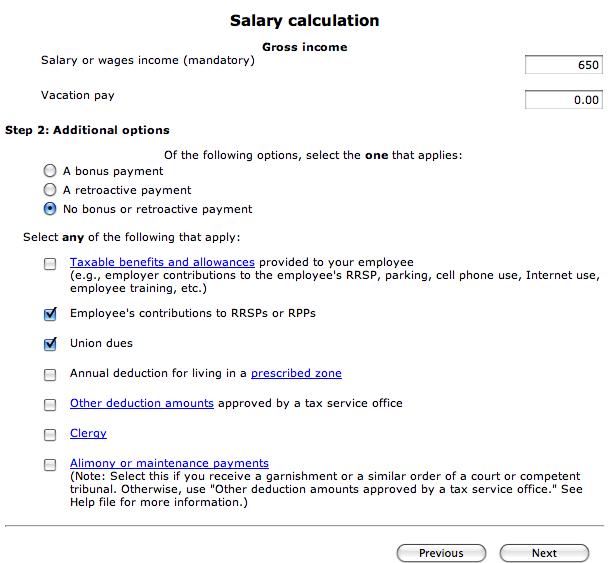 Salary calculation
Gross income
Salary or wages income (mandatory)
650
Vacation pay
0.00
Step 2: Additional options
Of the following options, select the one that applies:
A bonus payment
A retroactive payment
No bonus or retroactive payment
Select any of the following that apply:
Taxable benefits and allowances provided to your employee
(e.g., employer contributions to the employee's RRSP, parking, cell phone use, Internet use,
employee training, etc.)
Employee's contributions to RRSPs or RPPs
Union dues
Annual deduction for living in a prescribed zone
Other deduction amounts approved by a tax service office
Clergy
Alimony or maintenance payments
(Note: Select this if you receive a garnishment or a similar order of a court or competent
tribunal. Otherwise, use "Other deduction amounts approved by a tax service office." See
Help file for more information.)
Previous
Next